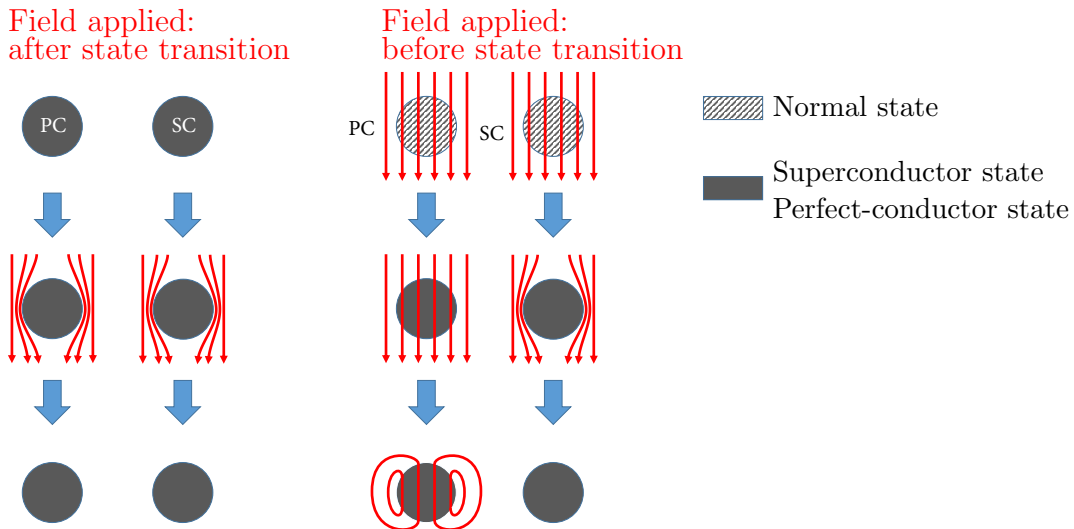 Field applied:
after state transition
Field applied:
before state transition
PC
SC
PC
SC
Normal state
Superconductor state
Perfect-conductor state